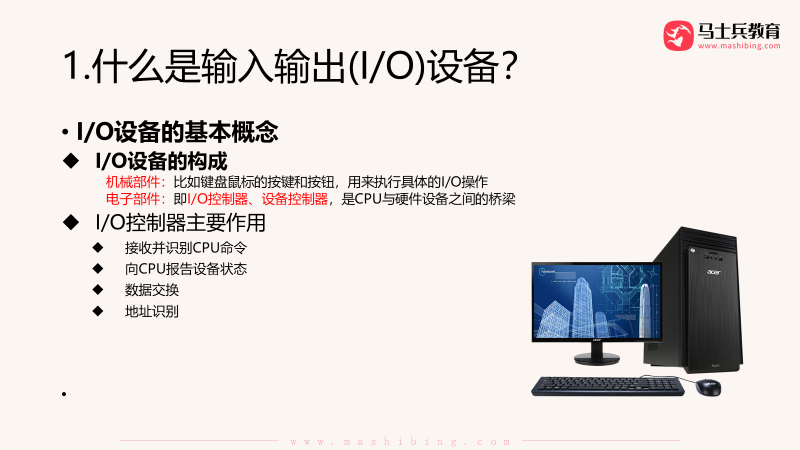 马士兵教育
www.mashibing.com
1.什么是输入输出(I/O)设备？
• I/O设备的基本概念
◆ I/O设备的构成
机械部件：比如键盘鼠标的按键和按钮，用来执行具体的I/O操作
电子部件：即I/O控制器、设备控制器，是CPU与硬件设备之间的桥梁
◆ I/O控制器主要作用
◆ 接收并识别CPU命令
◆ 向CPU报告设备状态
◆ 数据交换
◆ 地址识别
acer
acer
•
www.mashibing.com